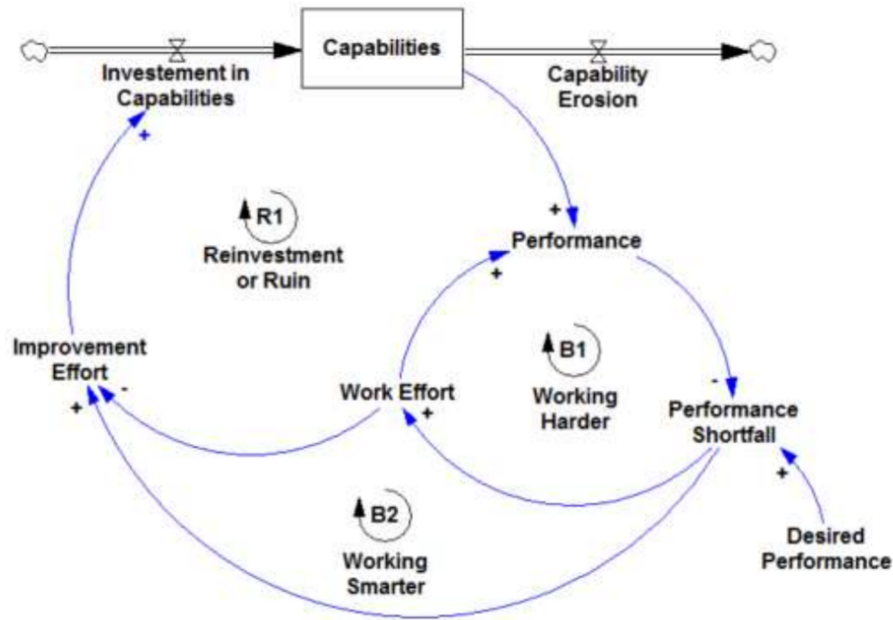 Capabilities
Investement in
Capabilities
Capability
Erosion
+
R1
Reinvestment
or Ruin
+
Performance
+
Improvement
Effort
-
+
Work Effort
+
B1
Working
Harder
-
Performance
Shortfall
+
B2
Working
Smarter
Desired
Performance